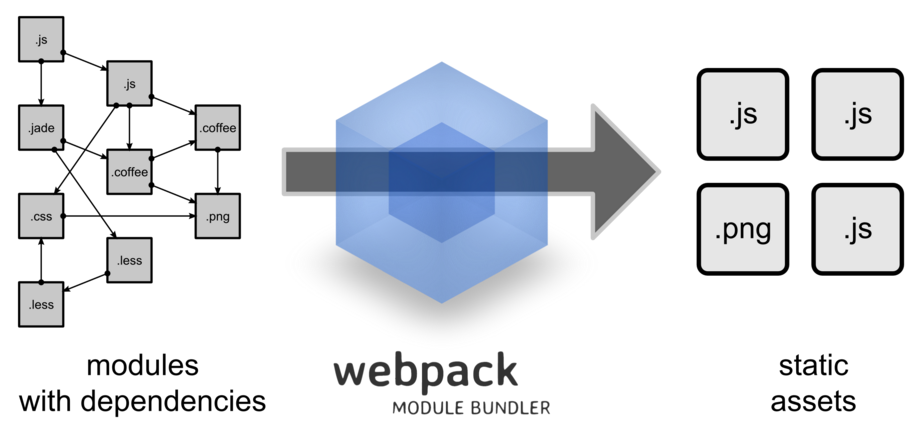 .js
.js
.jade
.coffee
.coffee
.css
.png
.less
.less
modules
with dependencies
webpack
MODULE BUNDLER
.js
.js
.png
.js
static
assets